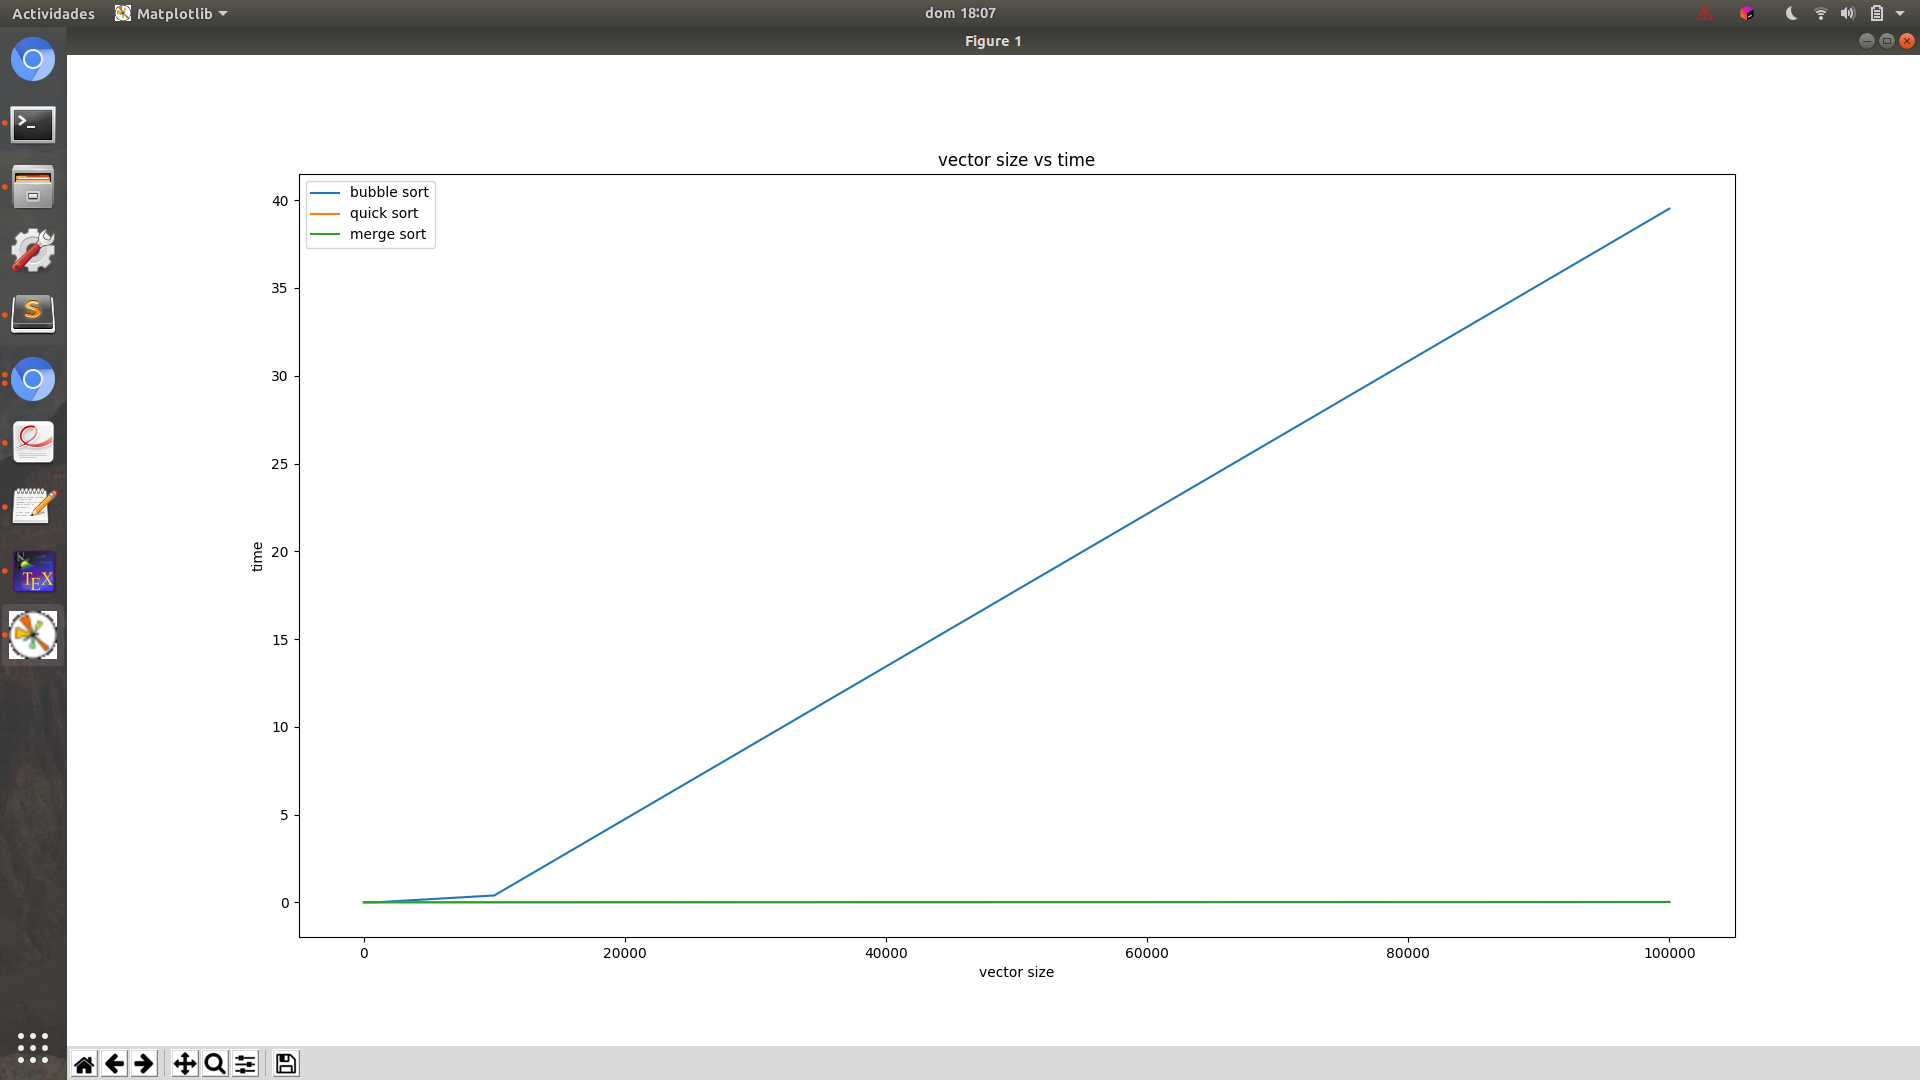 Actividades Matplotlib dom 18:07
Figure 1
vector size vs time
bubble sort
quick sort
merge sort
40
35
30
25
20
15
10
5
0
time
0 20000 40000 60000 80000 100000
vector size
>_
S
TEX